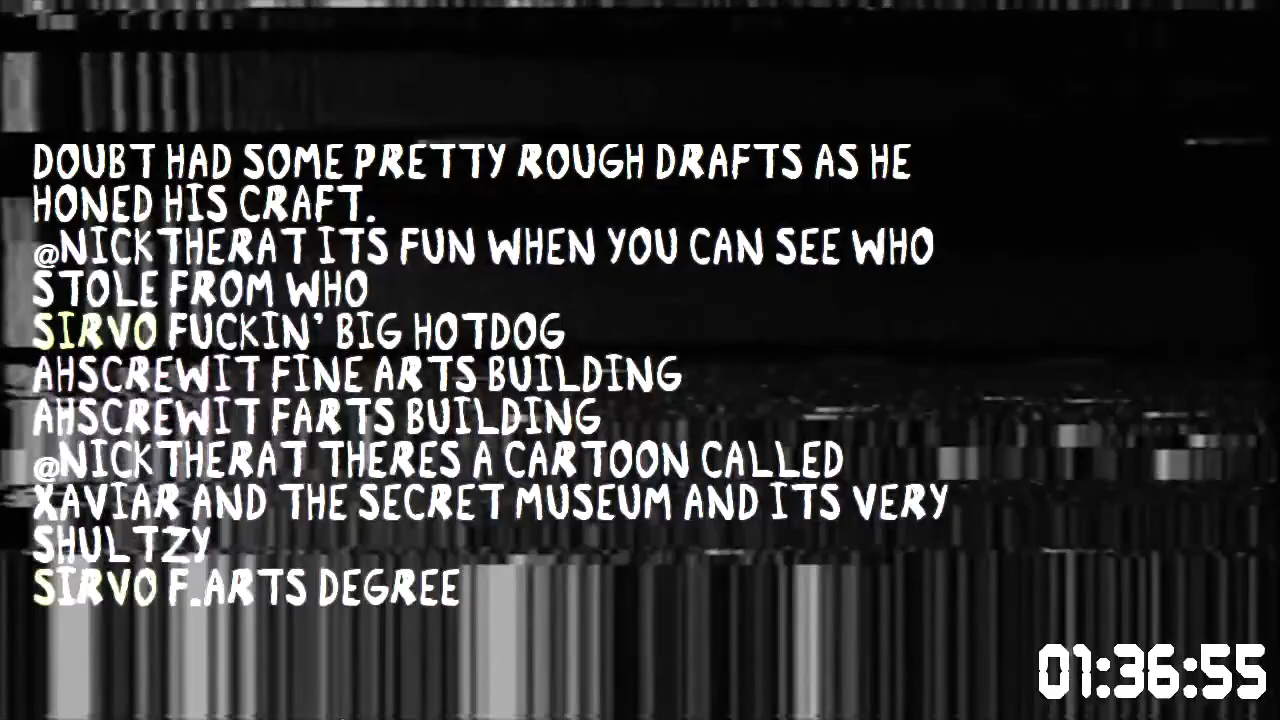 DOUBT HAD SOME PRETTY ROUGH DRAFTS AS HE
HONED HIS CRAFT.
@NICKTHERAT ITS FUN WHEN YOU CAN SEE WHO
STOLE FROM WHO
SIRVO FUCKIN' BIG HOTDOG
AHSCREWIT FINE ARTS BUILDING
AHSCREWIT FARTS BUILDING
@NICKTHERAT THERES A CARTOON CALLED
XAVIAR AND THE SECRET MUSEUM AND ITS VERY
SHULTZY
SIRVO F.ARTS DEGREE
01:36:55